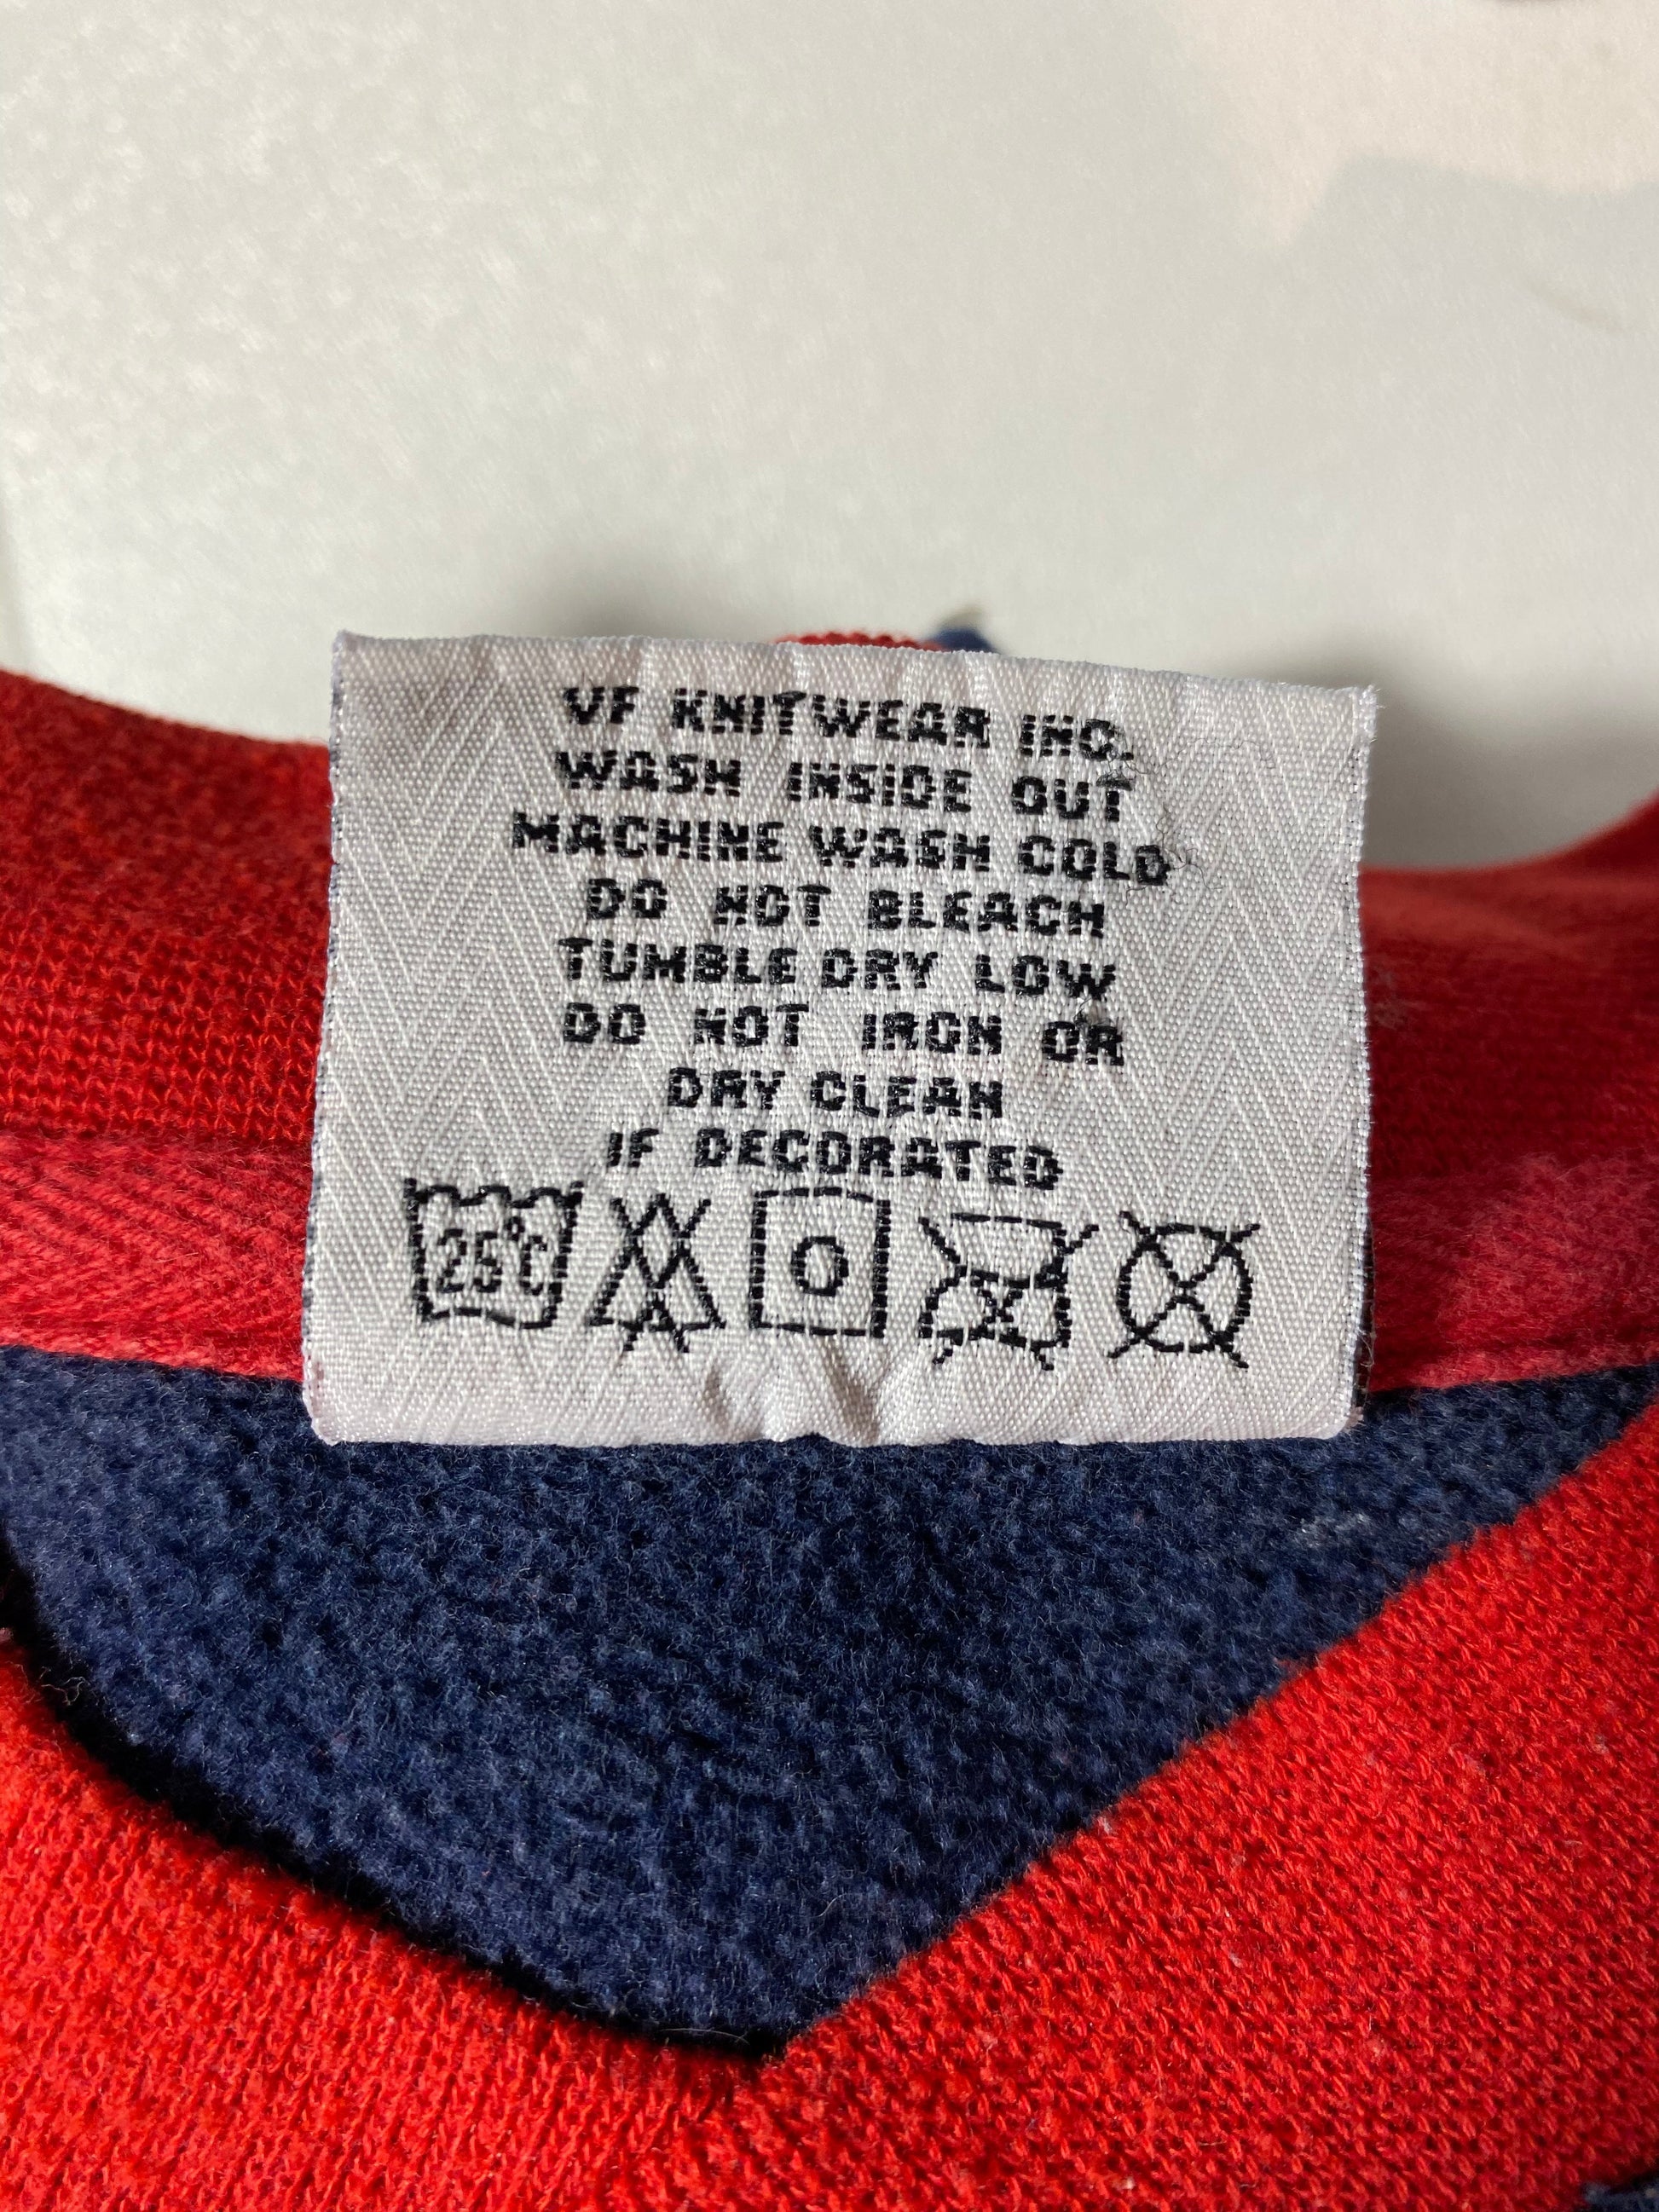 VF KNITWEAR INC.
WASH INSIDE OUT
MACHINE WASH COLD
DO NOT BLEACH
TUMBLE DRY LOW
DO NOT IRON OR
DRY CLEAN
IF DECORATED
25°C